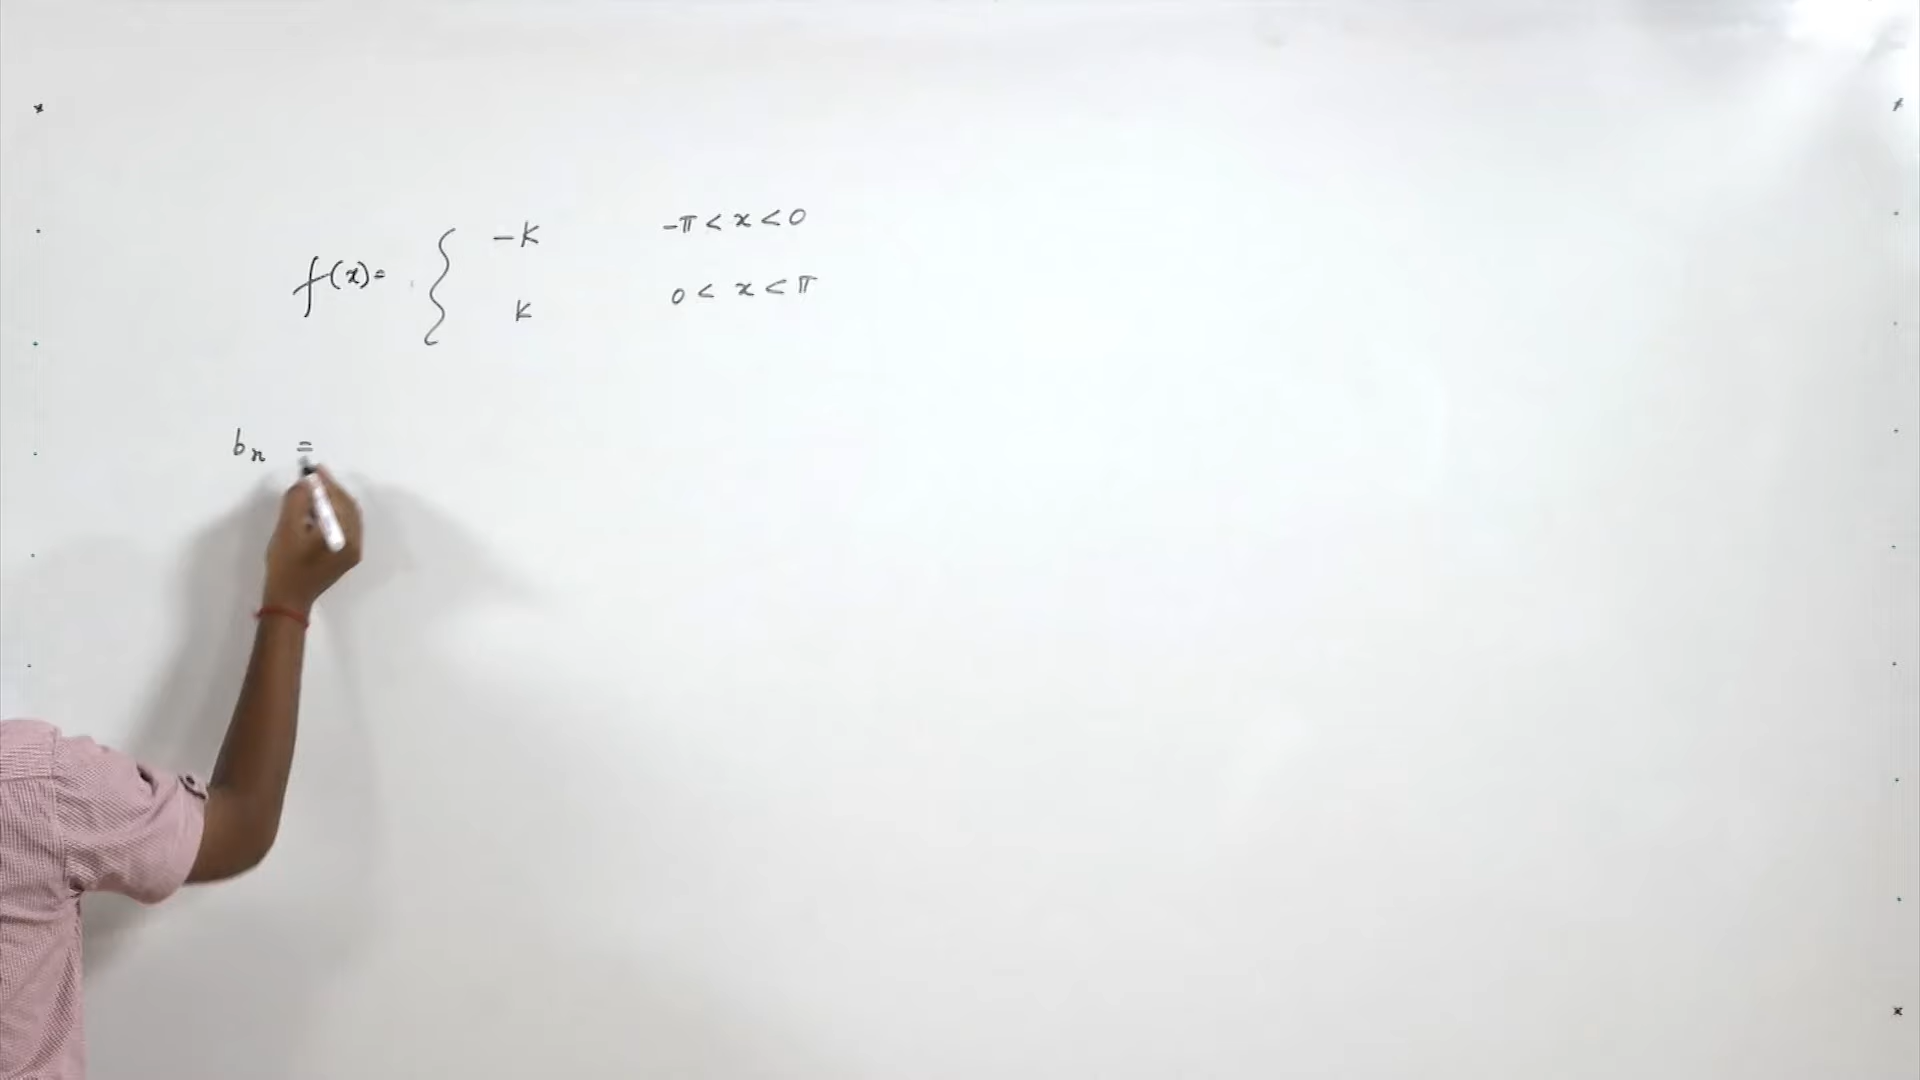 f(x)= { -K -π < x < 0
K 0 < x < π
bn =